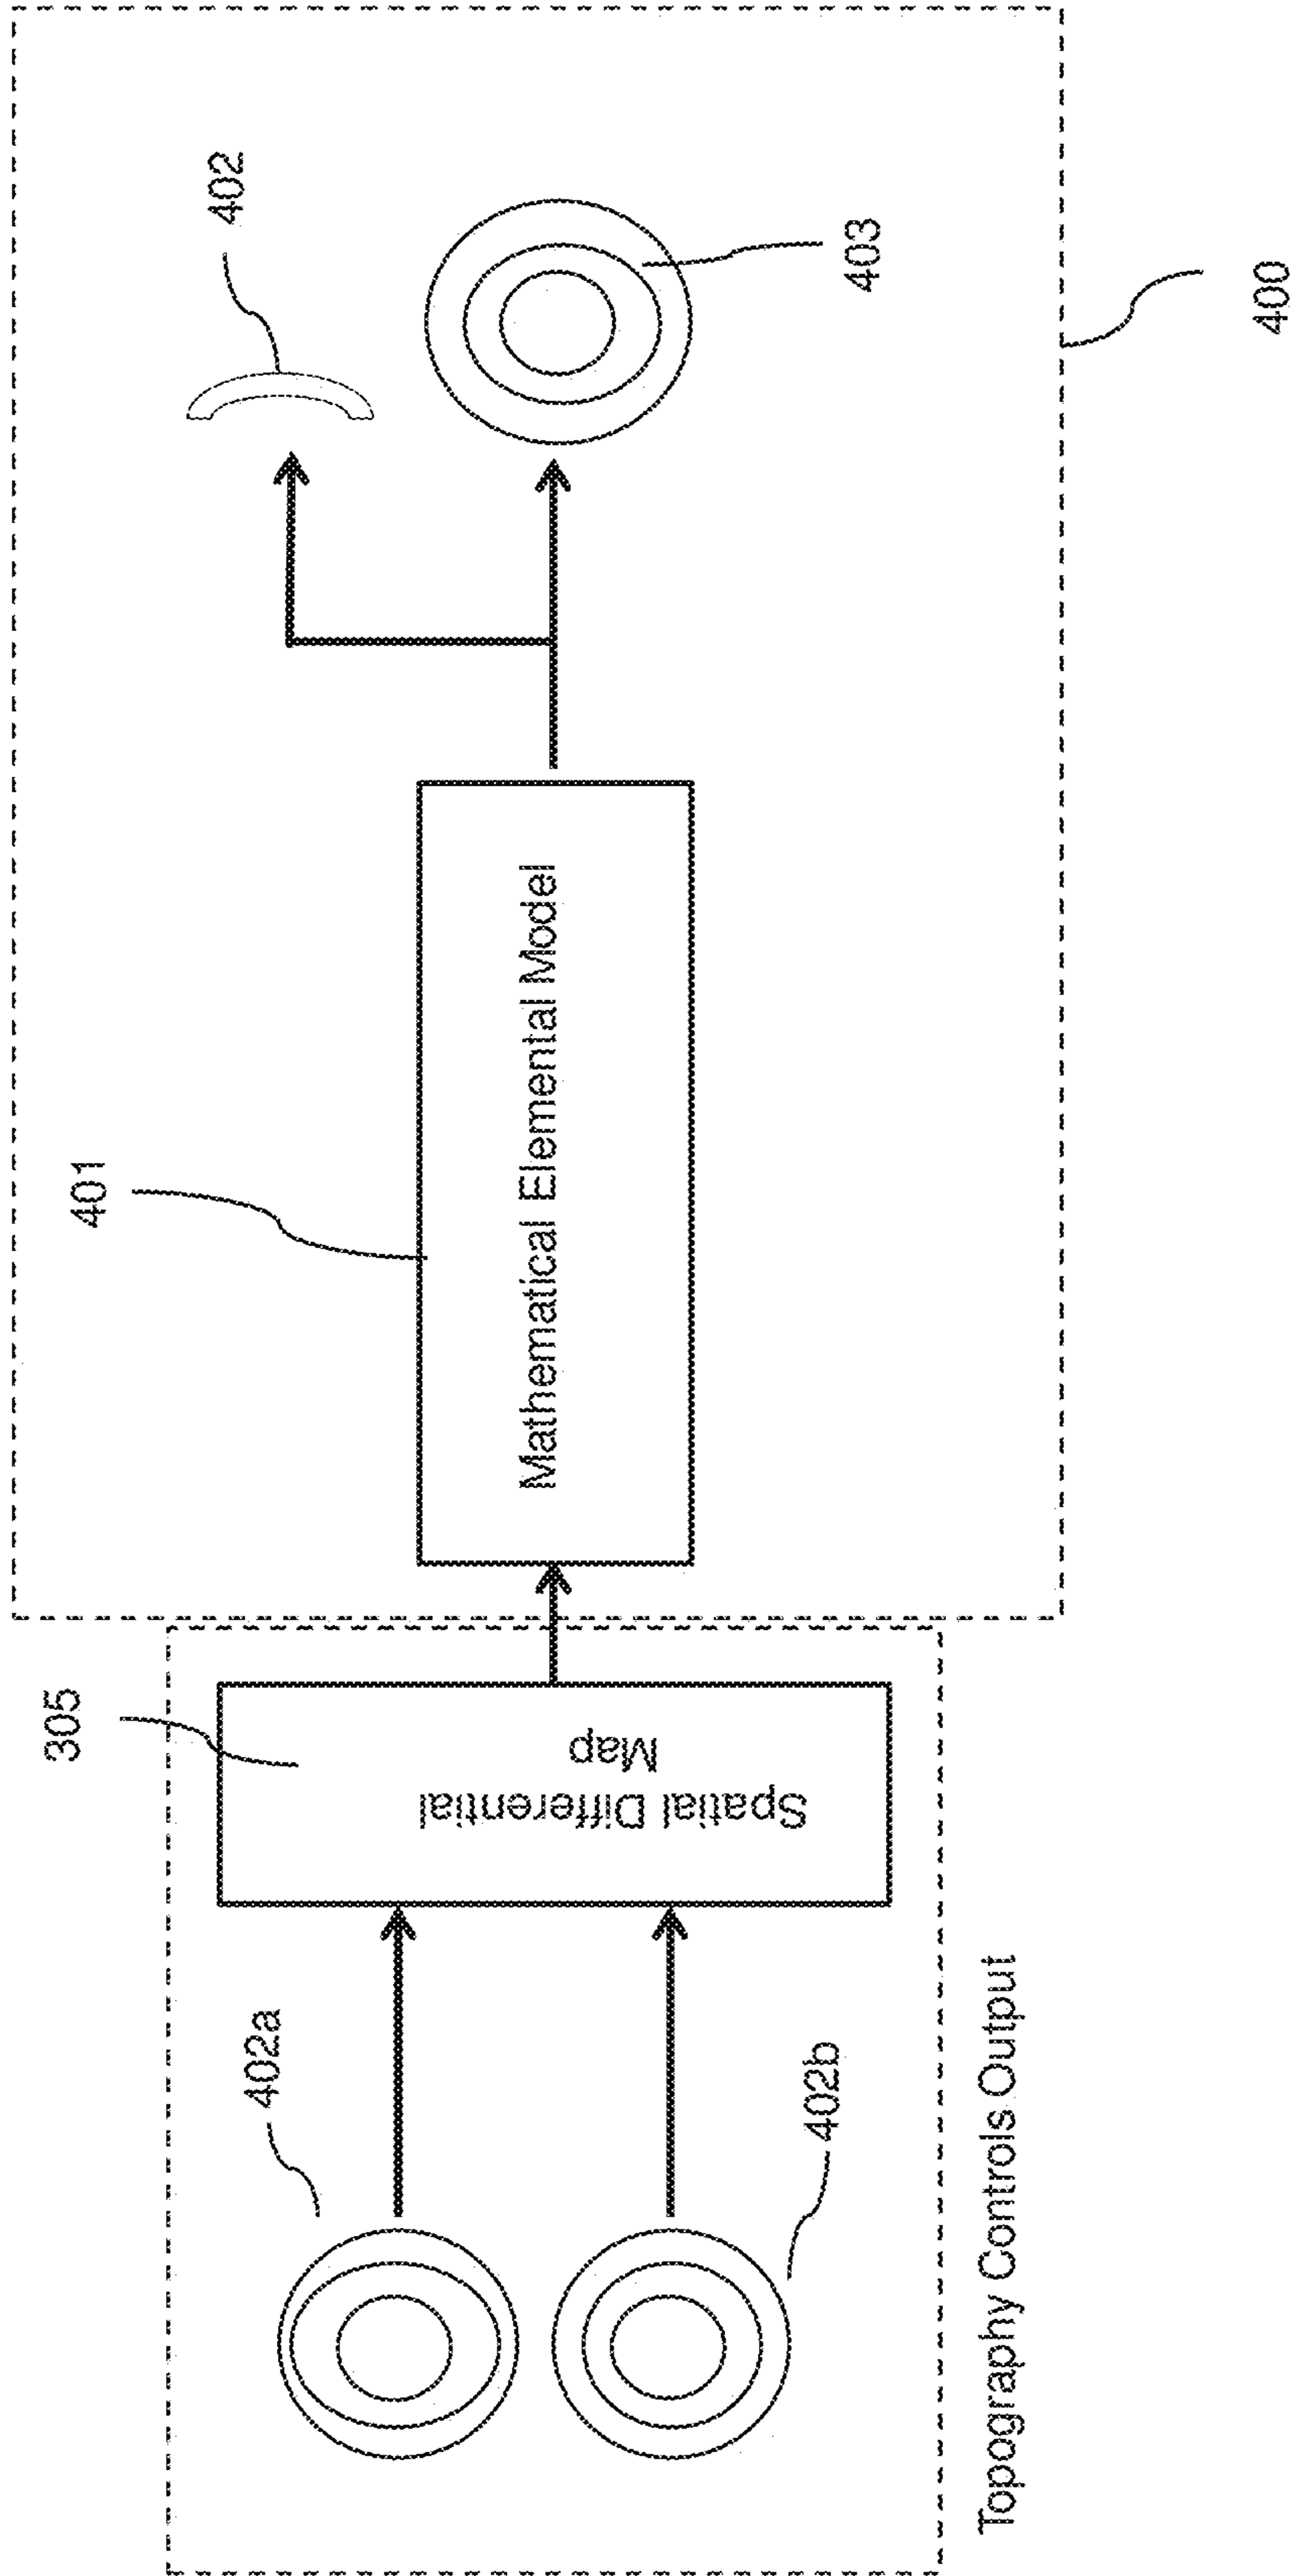 402a
402b
Topography Controls Output
305
Spatial Differential
Map
401
Mathematical Elemental Model
402
403
400